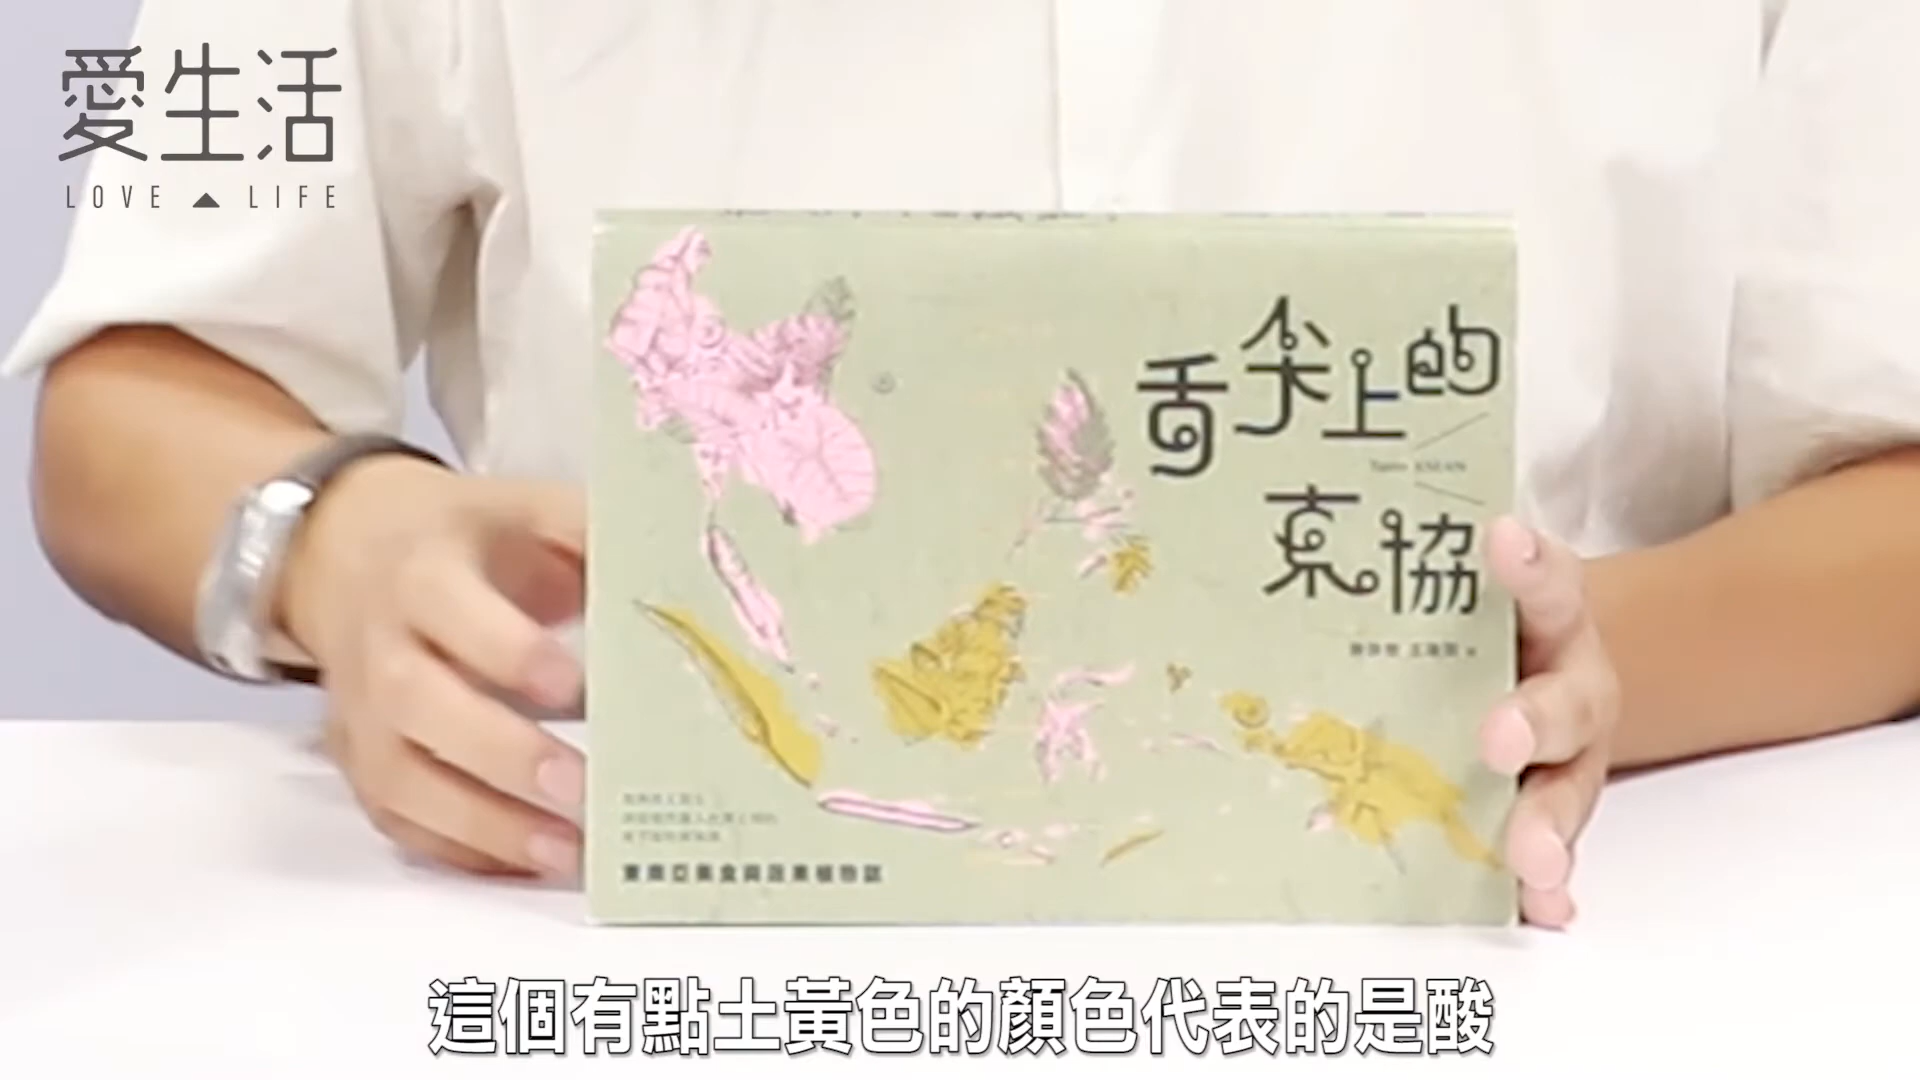 愛生活
LOVE LIFE
舌尖上的
Taste ASEAN
東協
東南亞美食與蔬果植物誌
這個有點土黃色的顏色代表的是酸